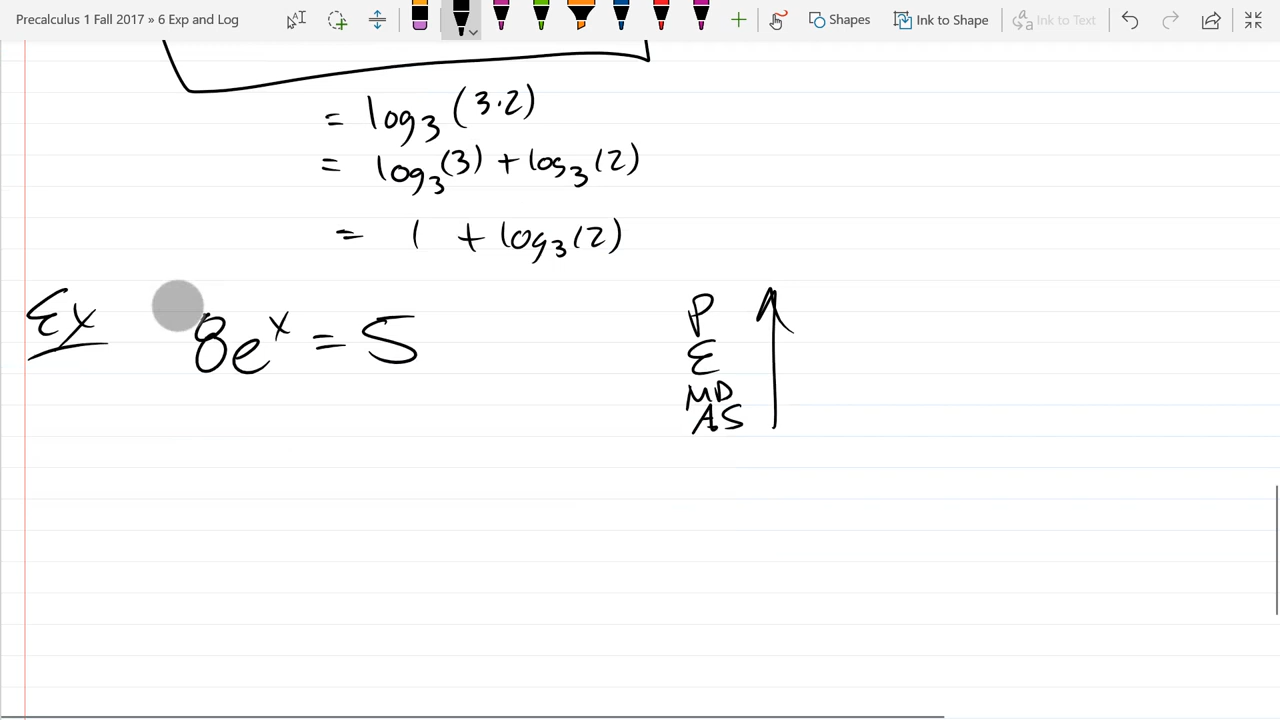 Precalculus 1 Fall 2017 » 6 Exp and Log
Shapes
Ink to Shape
Ink to Text
= log₃(3·2)
= log₃(3) + log₃(2)
= 1 + log₃(2)
Ex 8eˣ = 5
P
E
MD
AS